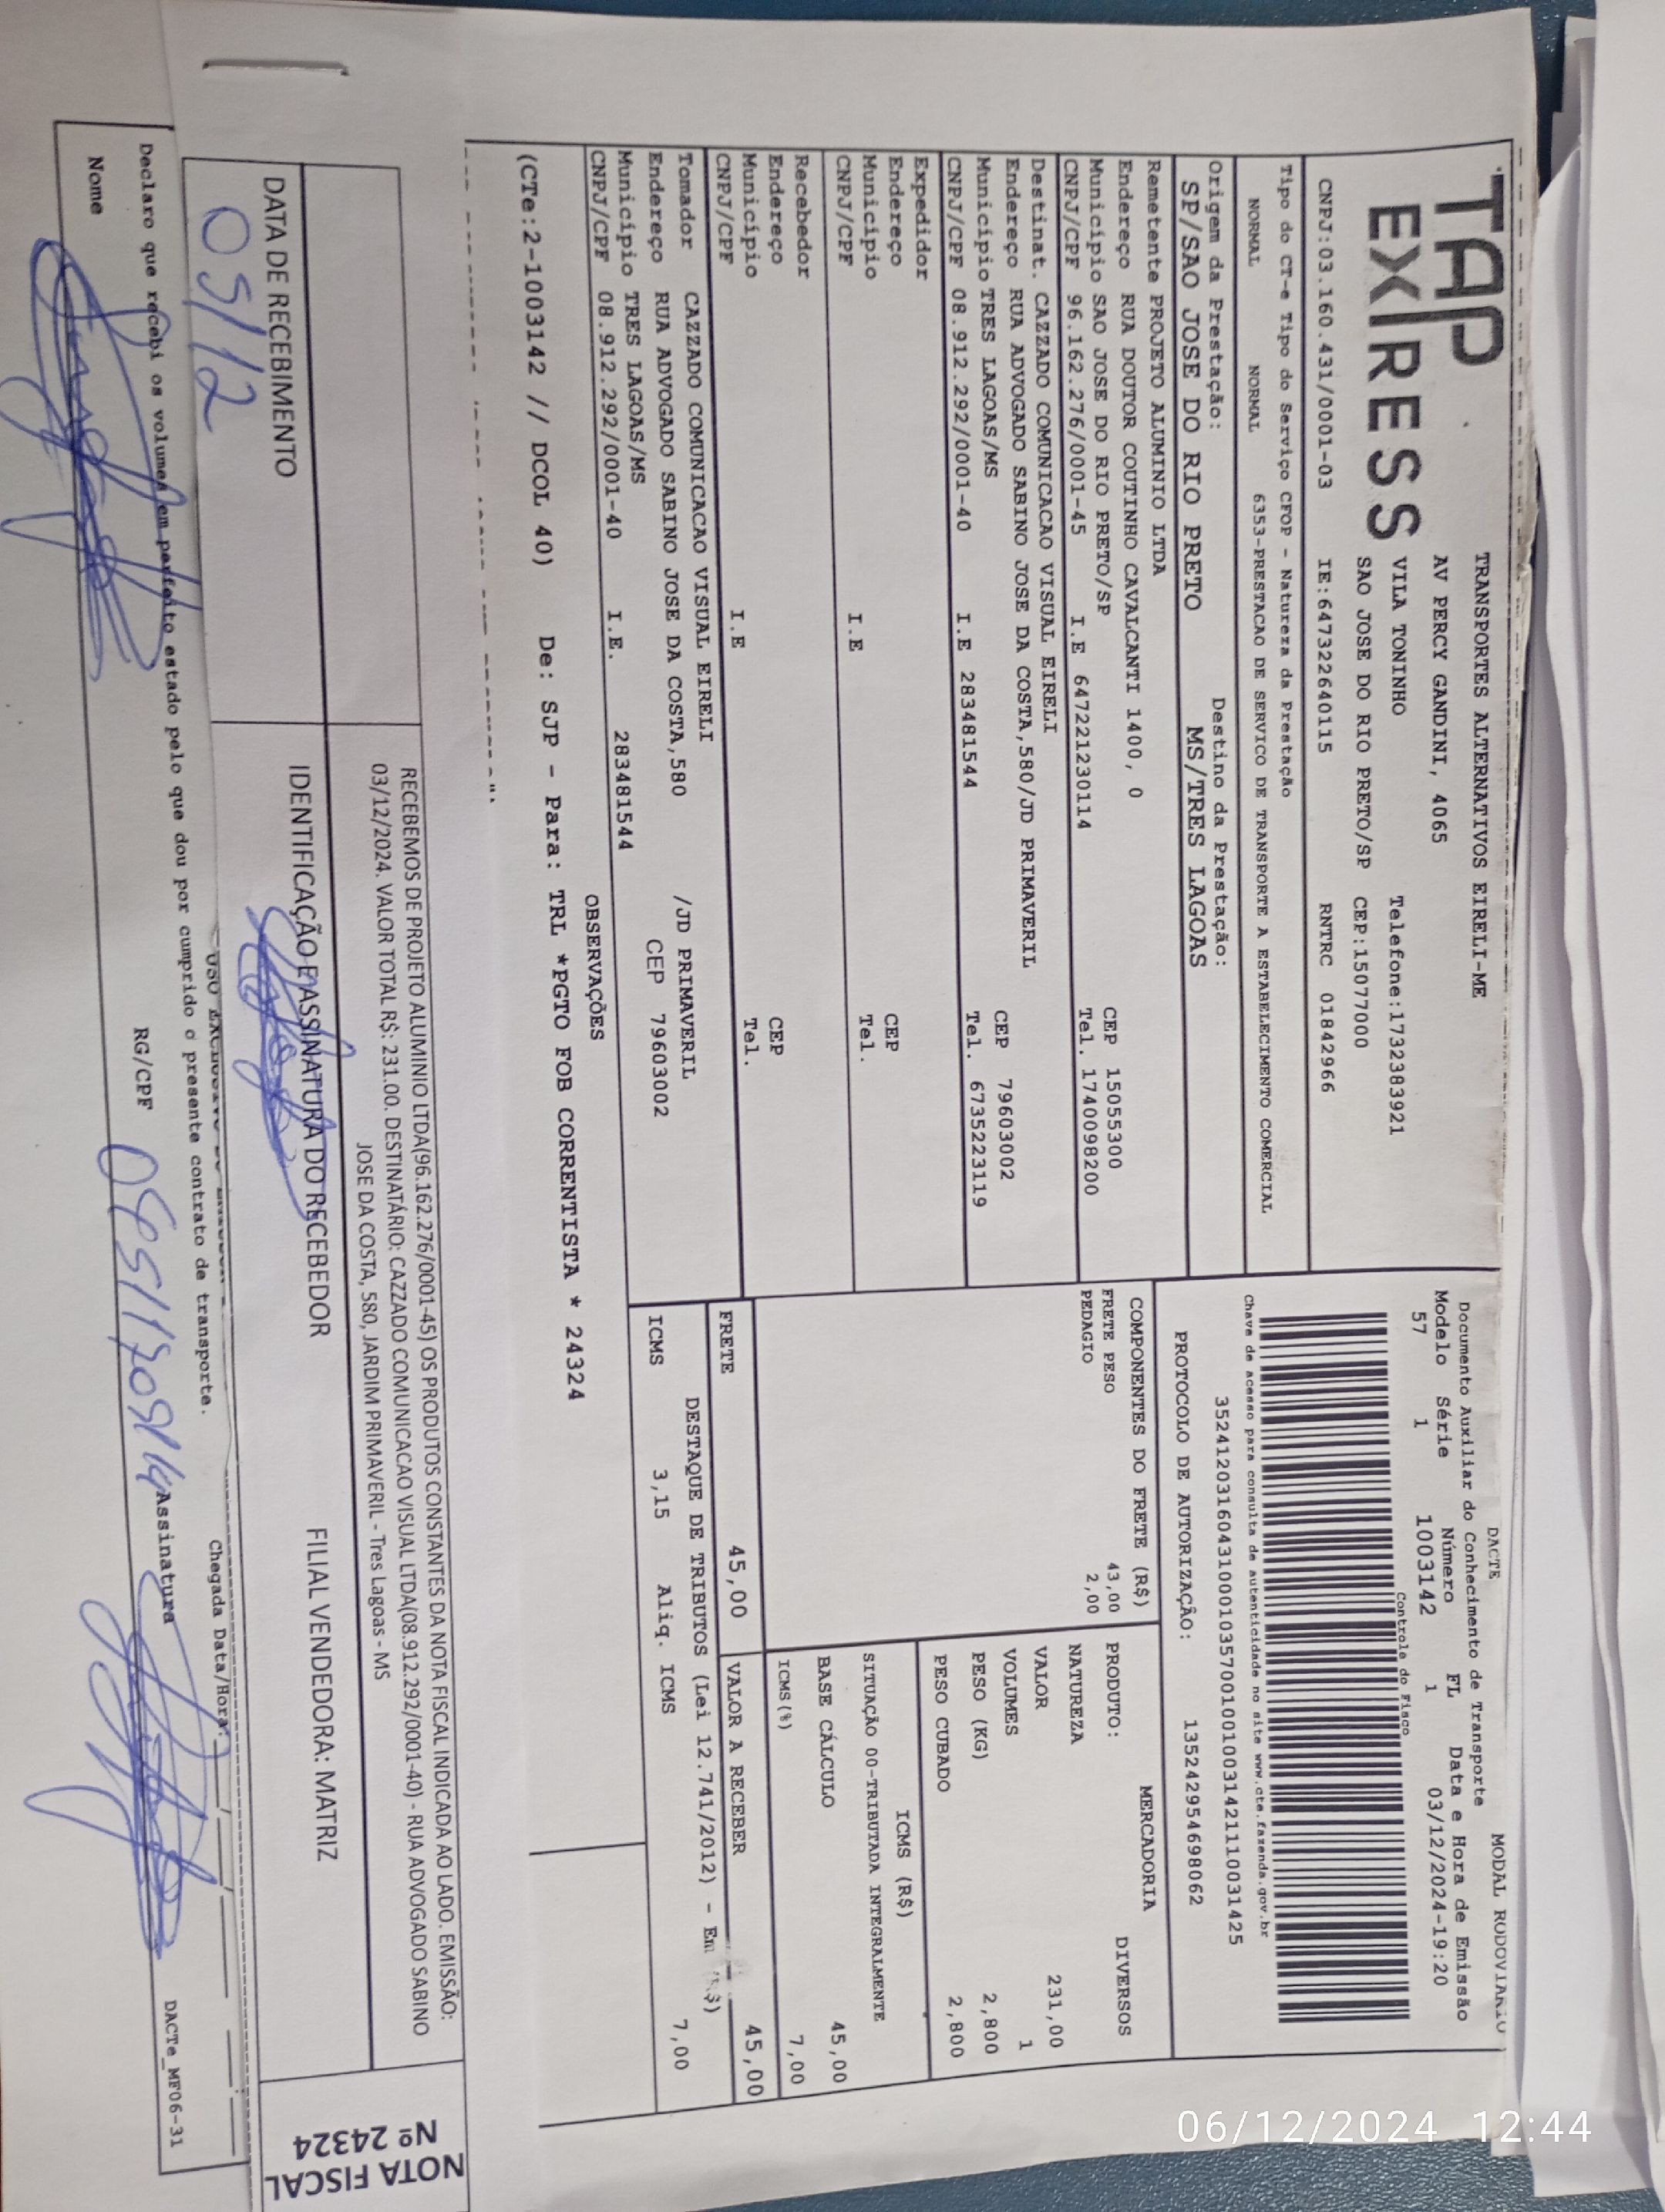 TAP
EXPRESS
TRANSPORTES ALTERNATIVOS EIRELI-ME
AV PERCY GANDINI, 4065
VILA TONINHO Telefone:1732383921
SAO JOSE DO RIO PRETO/SP CEP:15077000
CNPJ:03.160.431/0001-03 IE:647322640115 RNTRC 01842966
DACTE MODAL RODOVIARIO
Documento Auxiliar do Conhecimento de Transporte
Modelo Série Número FL Data e Hora de Emissão
57 1 1003142 1 03/12/2024-19:20
Controle do Fisco
Chave de acesso para consulta de autenticidade no site www.cte.fazenda.gov.br
35241203160431000103570010010031421110031425
PROTOCOLO DE AUTORIZAÇÃO: 135242954698062
Tipo do CT-e Tipo do Serviço CFOP - Natureza da Prestação
NORMAL NORMAL 6353-PRESTACAO DE SERVICO DE TRANSPORTE A ESTABELECIMENTO COMERCIAL
Origem da Prestação: Destino da Prestação:
SP/SAO JOSE DO RIO PRETO MS/TRES LAGOAS
Remetente PROJETO ALUMINIO LTDA
Endereço RUA DOUTOR COUTINHO CAVALCANTI 1400, 0 CEP 15055300
Município SAO JOSE DO RIO PRETO/SP Tel. 1740098200
CNPJ/CPF 96.162.276/0001-45 I.E 647221230114
Destinat. CAZZADO COMUNICACAO VISUAL EIRELI
Endereço RUA ADVOGADO SABINO JOSE DA COSTA,580/JD PRIMAVERIL CEP 79603002
Município TRES LAGOAS/MS Tel. 6735223119
CNPJ/CPF 08.912.292/0001-40 I.E 283481544
Expedidor
Endereço CEP
Município Tel.
CNPJ/CPF I.E
Recebedor
Endereço CEP
Município Tel.
CNPJ/CPF I.E
Tomador CAZZADO COMUNICACAO VISUAL EIRELI
Endereço RUA ADVOGADO SABINO JOSE DA COSTA,580 /JD PRIMAVERIL
Município TRES LAGOAS/MS CEP 79603002
CNPJ/CPF 08.912.292/0001-40 I.E. 283481544
COMPONENTES DO FRETE (R$)
FRETE PESO 43,00
PEDAGIO 2,00
MERCADORIA
PRODUTO: DIVERSOS
NATUREZA
VALOR 231,00
VOLUMES 1
PESO (KG) 2,800
PESO CUBADO 2,800
ICMS (R$)
SITUAÇÃO 00-TRIBUTADA INTEGRALMENTE
BASE CÁLCULO 45,00
ICMS(%) 7,00
FRETE 45,00 VALOR A RECEBER 45,00
DESTAQUE DE TRIBUTOS (Lei 12.741/2012) - Em (R$)
ICMS 3,15 Aliq. ICMS 7,00
OBSERVAÇÕES
(CTe:2-1003142 // DCOL 40) De: SJP - Para: TRL *PGTO FOB CORRENTISTA * 24324
RECEBEMOS DE PROJETO ALUMINIO LTDA(96.162.276/0001-45) OS PRODUTOS CONSTANTES DA NOTA FISCAL INDICADA AO LADO. EMISSÃO:
03/12/2024. VALOR TOTAL R$: 231.00. DESTINATÁRIO: CAZZADO COMUNICACAO VISUAL LTDA(08.912.292/0001-40) - RUA ADVOGADO SABINO
JOSE DA COSTA, 580, JARDIM PRIMAVERIL - Tres Lagoas - MS
DATA DE RECEBIMENTO IDENTIFICAÇÃO E ASSINATURA DO RECEBEDOR FILIAL VENDEDORA: MATRIZ
05/12
NOTA FISCAL
Nº 24324
Chegada Data/Hora:
Declaro que recebi os volumes em perfeito estado pelo que dou por cumprido o presente contrato de transporte.
Nome RG/CPF Assinatura
DACTe_MF06-31
06/12/2024 12:44